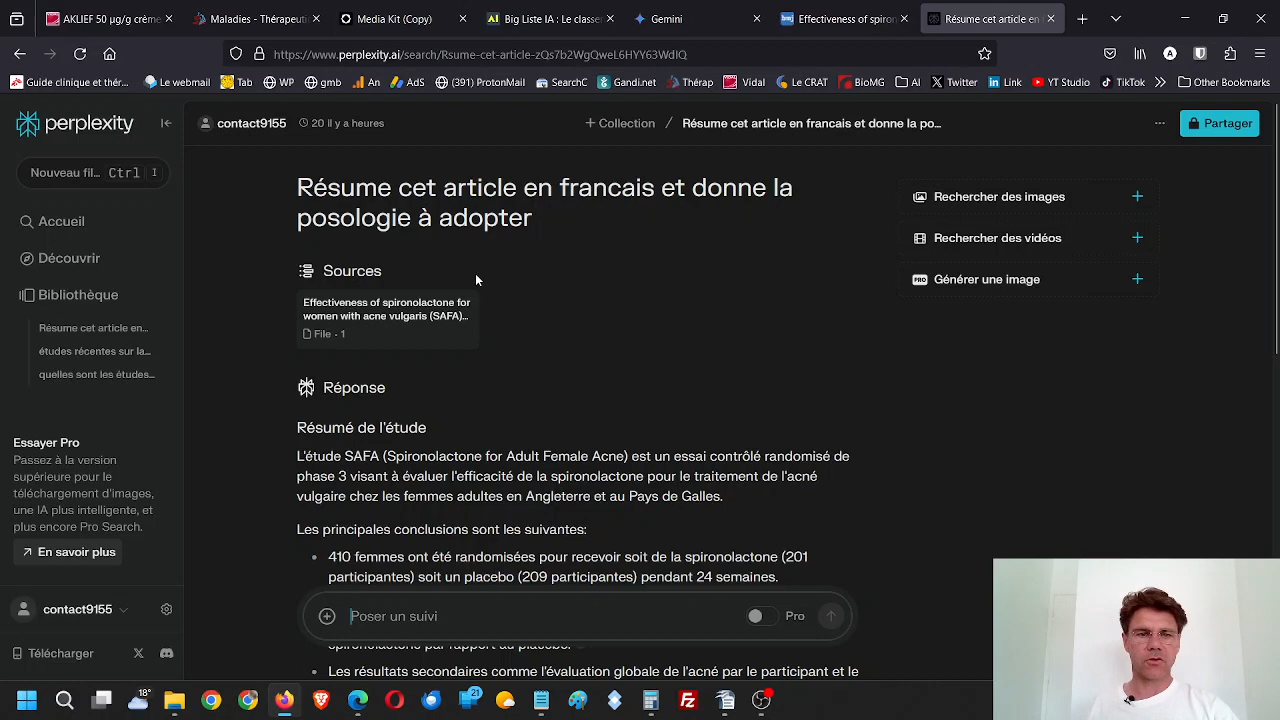 AKLIEF 50 µg/g crème
Maladies - Thérapeutiq
Media Kit (Copy)
Big Liste IA : Le classe
Gemini
Effectiveness of spiron
Résume cet article en
https://www.perplexity.ai/search/Rsume-cet-article-zQs7b2WgQweL6HYY63WdIQ
Guide clinique et thér...
Le webmail
Tab
WP
gmb
An
AdS
(391) ProtonMail
SearchC
Gandi.net
Thérap
Vidal
Le CRAT
BioMG
AI
Twitter
Link
YT Studio
TikTok
Other Bookmarks
perplexity
contact9155
20 Il y a heures
Collection / Résume cet article en francais et donne la po...
Partager
Nouveau fil... Ctrl I
Accueil
Découvrir
Bibliothèque
Résume cet article en...
études récentes sur la...
quelles sont les études...
Essayer Pro
Passez à la version
supérieure pour le
téléchargement d'images,
une IA plus intelligente, et
plus encore Pro Search.
En savoir plus
contact9155
Télécharger
Résume cet article en francais et donne la
posologie à adopter
Sources
Effectiveness of spironolactone for
women with acne vulgaris (SAFA)...
File - 1
Réponse
Résumé de l'étude
L'étude SAFA (Spironolactone for Adult Female Acne) est un essai contrôlé randomisé de
phase 3 visant à évaluer l'efficacité de la spironolactone pour le traitement de l'acné
vulgaire chez les femmes adultes en Angleterre et au Pays de Galles.
Les principales conclusions sont les suivantes:
410 femmes ont été randomisées pour recevoir soit de la spironolactone (201
participantes) soit un placebo (209 participantes) pendant 24 semaines.
Poser un suivi
Pro
spironolactone par rapport au placebo.
Les résultats secondaires comme l'évaluation globale de l'acné par le participant et le
Rechercher des images
Rechercher des vidéos
PRO Générer une image
18°
21